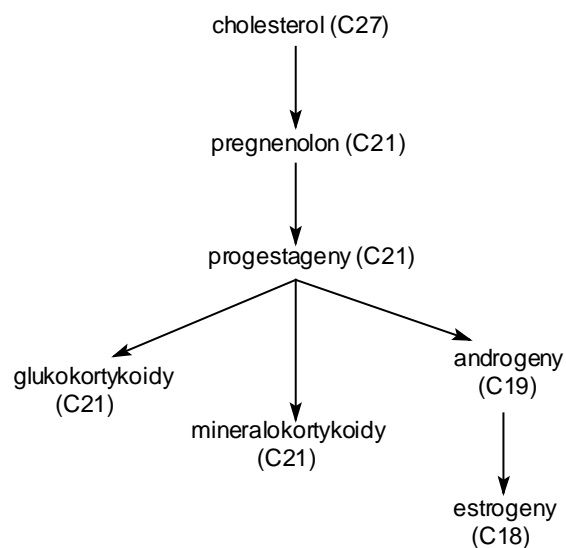 cholesterol (C27)
pregnenolon (C21)
progestageny (C21)
glukokortykoidy
(C21)
mineralokortykoidy
(C21)
androgeny
(C19)
estrogeny
(C18)